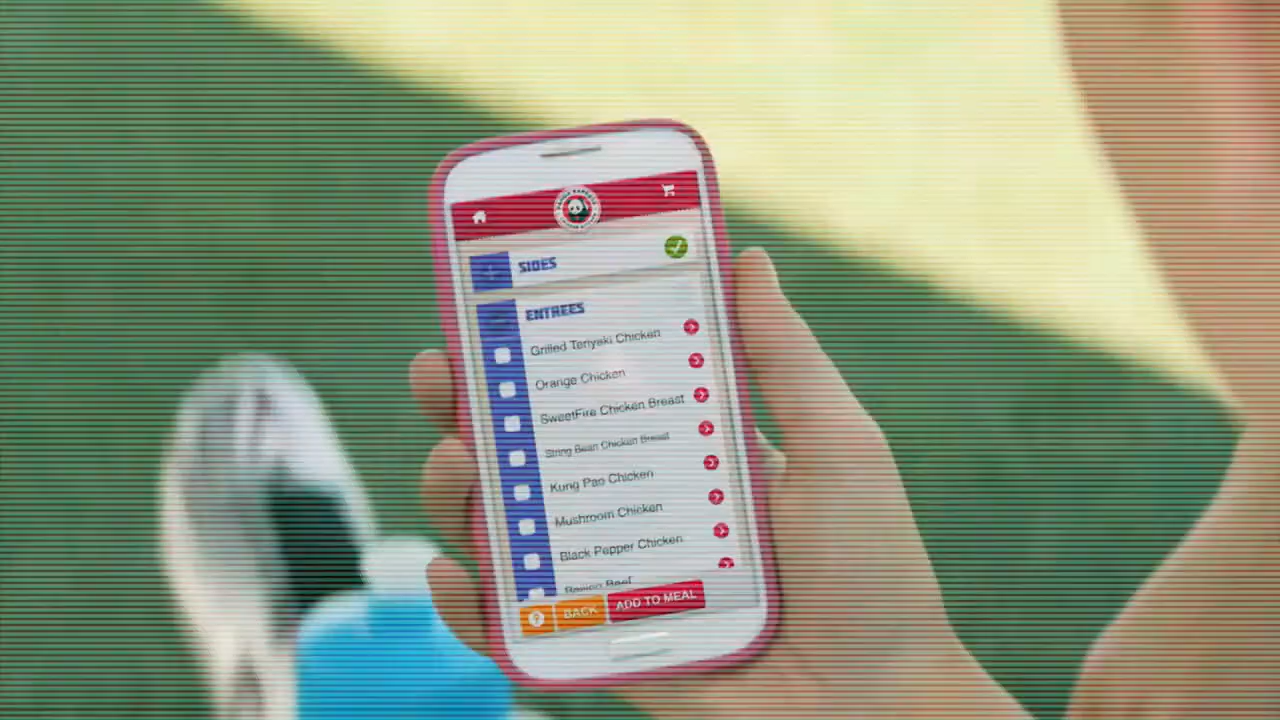 SIDES
ENTREES
Grilled Teriyaki Chicken
Orange Chicken
SweetFire Chicken Breast
String Bean Chicken Breast
Kung Pao Chicken
Mushroom Chicken
Black Pepper Chicken
Beef
? BACK ADD TO MEAL